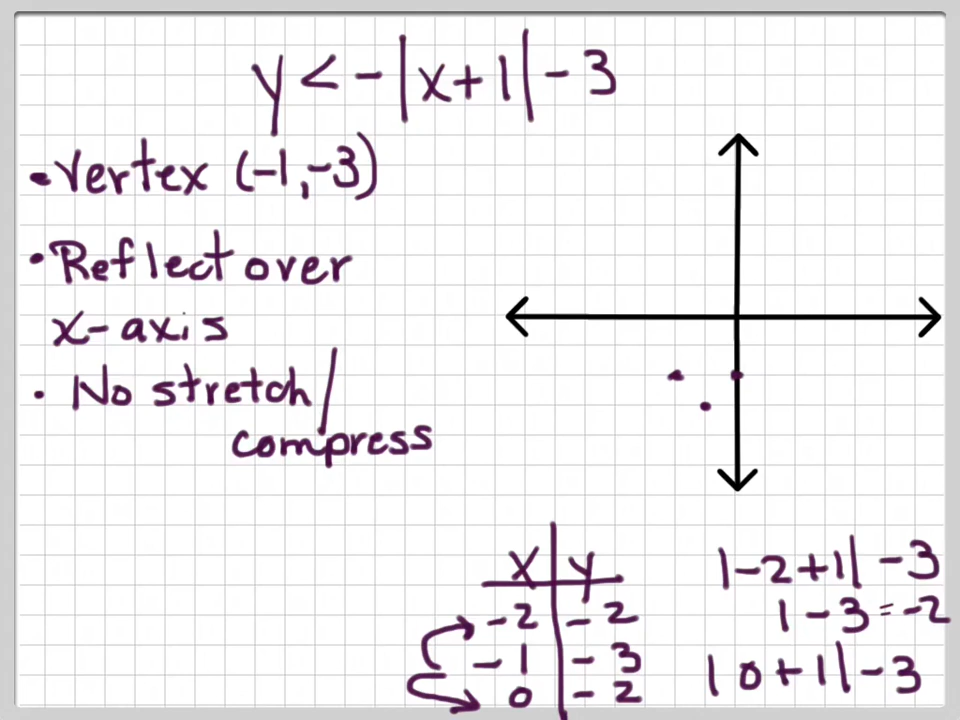 y < -|x+1| - 3
• Vertex (-1,-3)
• Reflect over
x-axis
• No stretch/
compress
x | y
-2 | -2
-1 | -3
0 | -2
|-2+1| -3
1 - 3 = -2
|0+1| -3